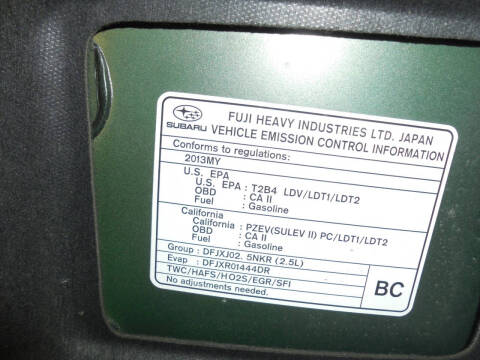 SUBARU
FUJI HEAVY INDUSTRIES LTD. JAPAN
VEHICLE EMISSION CONTROL INFORMATION
Conforms to regulations:
2013MY
U.S. EPA
U.S. EPA : T2B4 LDV/LDT1/LDT2
OBD : CA II
Fuel : Gasoline
California
California : PZEV(SULEV II) PC/LDT1/LDT2
OBD : CA II
Fuel : Gasoline
Group : DFJXJ02. 5NKR (2.5L)
Evap : DFJXR01444DR
TWC/HAFS/HO2S/EGR/SFI
No adjustments needed.
BC